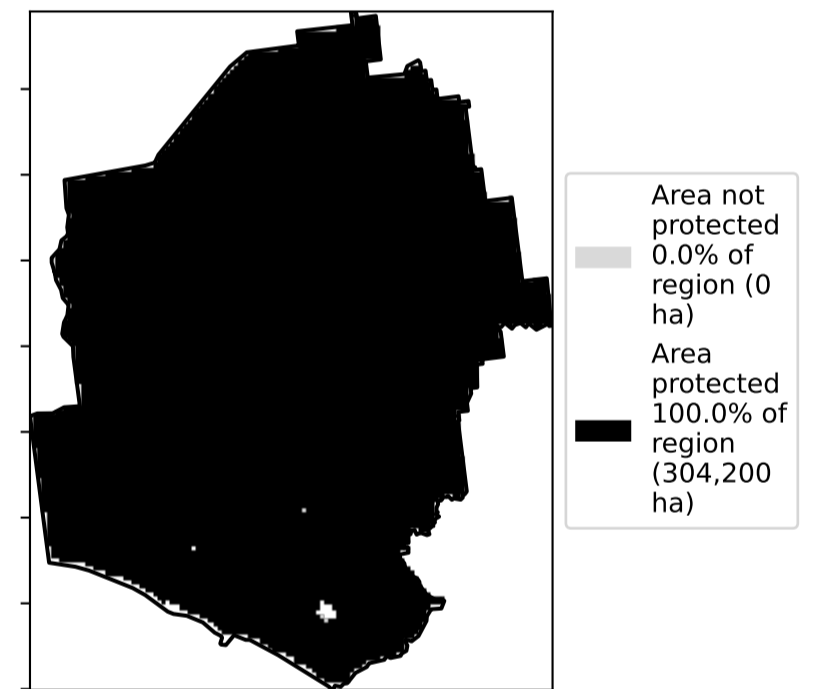 Area not
protected
0.0% of
region (0
ha)
Area
protected
100.0% of
region
(304,200
ha)